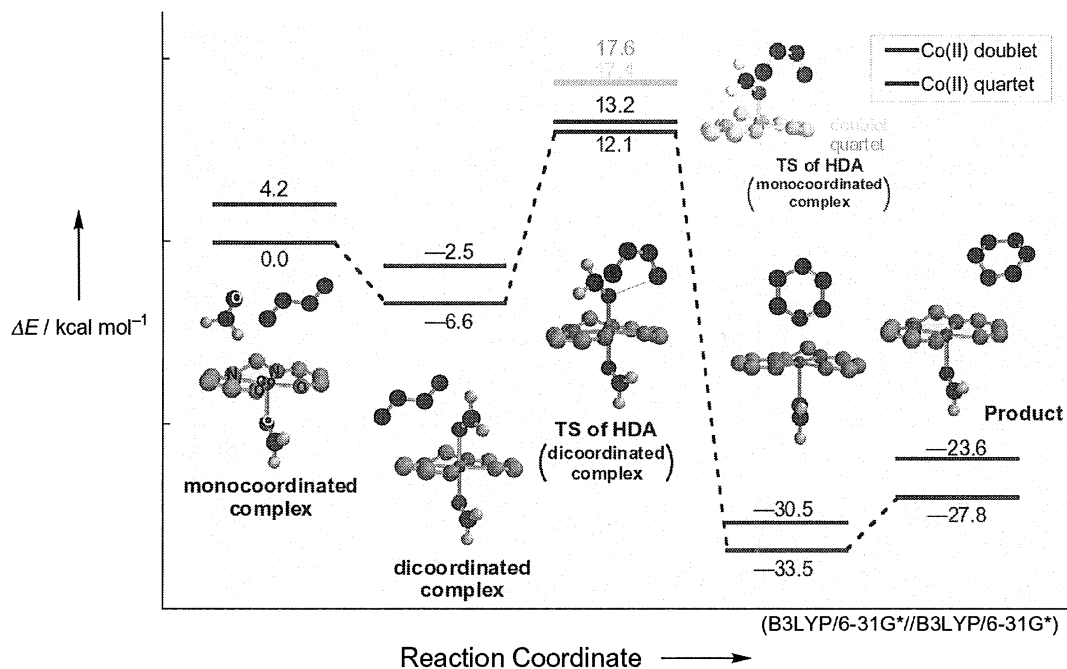 17.6
17.4
13.2
12.1
Co(II) doublet
Co(II) quartet
doublet
quartet
TS of HDA
(monocoordinated
complex)
4.2
0.0
—2.5
—6.6
ΔE / kcal mol⁻¹
N
N
O
O
O
monocoordinated
complex
dicoordinated
complex
TS of HDA
(dicoordinated
complex)
Product
—23.6
—27.8
—30.5
—33.5
(B3LYP/6-31G*//B3LYP/6-31G*)
Reaction Coordinate